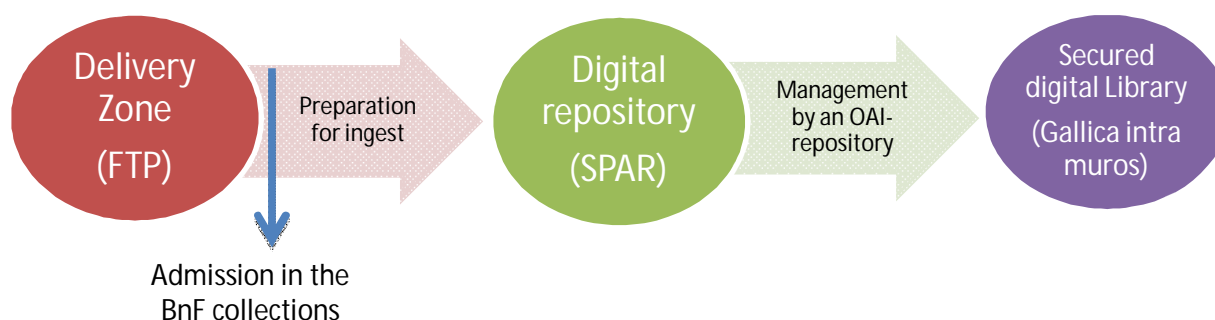 Delivery
Zone
(FTP)
Preparation
for ingest
Admission in the
BnF collections
Digital
repository
(SPAR)
Management
by an OAI-
repository
Secured
digital Library
(Gallica intra
muros)